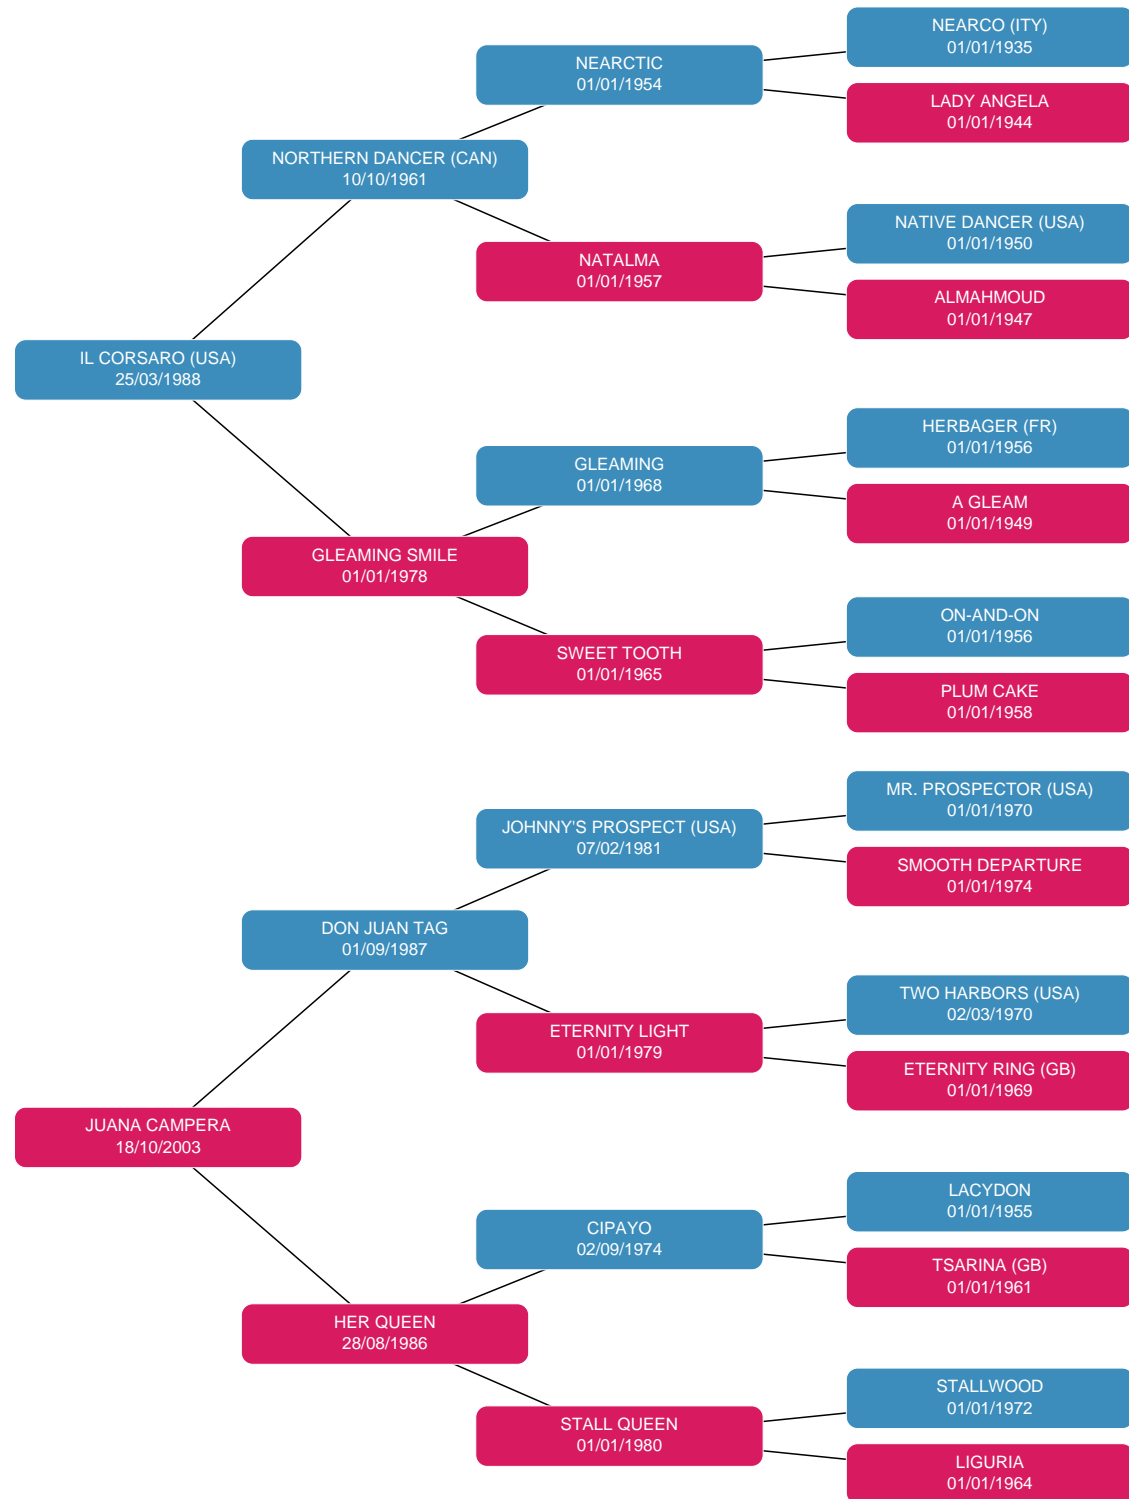 NEARCO (ITY)
01/01/1935
NEARCTIC
01/01/1954
LADY ANGELA
01/01/1944
NORTHERN DANCER (CAN)
10/10/1961
NATIVE DANCER (USA)
01/01/1950
NATALMA
01/01/1957
ALMAHMOUD
01/01/1947
IL CORSARO (USA)
25/03/1988
HERBAGER (FR)
01/01/1956
GLEAMING
01/01/1968
A GLEAM
01/01/1949
GLEAMING SMILE
01/01/1978
ON-AND-ON
01/01/1956
SWEET TOOTH
01/01/1965
PLUM CAKE
01/01/1958
MR. PROSPECTOR (USA)
01/01/1970
JOHNNY'S PROSPECT (USA)
07/02/1981
SMOOTH DEPARTURE
01/01/1974
DON JUAN TAG
01/09/1987
TWO HARBORS (USA)
02/03/1970
ETERNITY LIGHT
01/01/1979
ETERNITY RING (GB)
01/01/1969
JUANA CAMPERA
18/10/2003
LACYDON
01/01/1955
CIPAYO
02/09/1974
TSARINA (GB)
01/01/1961
HER QUEEN
28/08/1986
STALLWOOD
01/01/1972
STALL QUEEN
01/01/1980
LIGURIA
01/01/1964